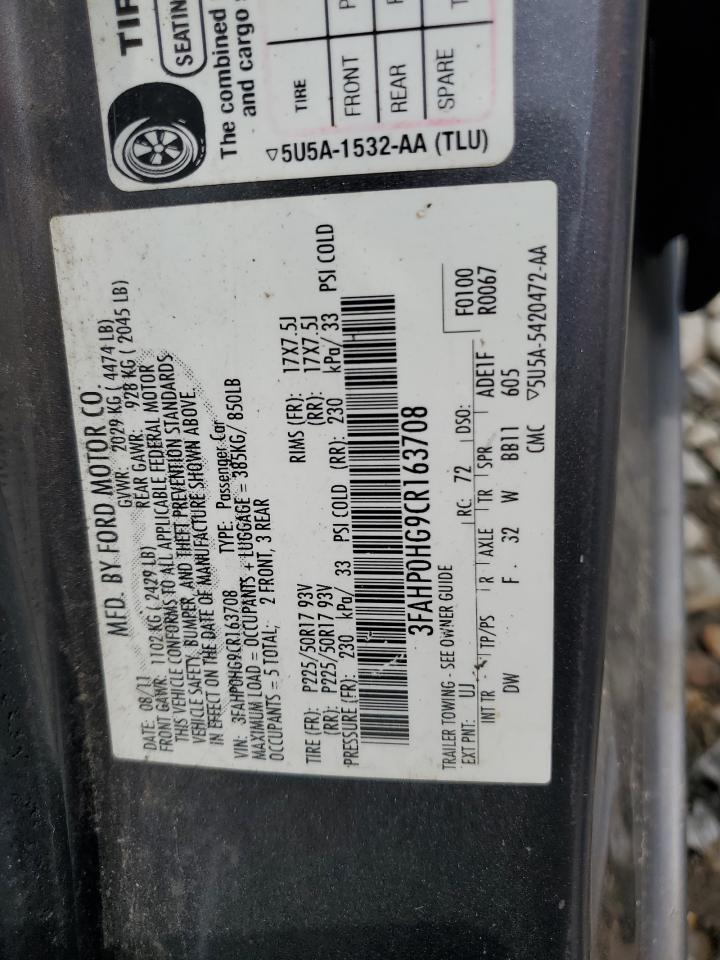 TIR
SEATIN
The combined
and cargo
TIRE
FRONT P
REAR
SPARE T
▽5U5A-1532-AA (TLU)
MFD. BY FORD MOTOR CO.
DATE: 08/11 GVWR: 2029 KG ( 4474 LB)
FRONT GAWR: 1102 KG ( 2429 LB) REAR GAWR: 928 KG ( 2045 LB)
THIS VEHICLE CONFORMS TO ALL APPLICABLE FEDERAL MOTOR
VEHICLE SAFETY, BUMPER, AND THEFT PREVENTION STANDARDS
IN EFFECT ON THE DATE OF MANUFACTURE SHOWN ABOVE
VIN: 3FAHP0HG9CR163708 TYPE: Passenger Car
MAXIMUM LOAD = OCCUPANTS + LUGGAGE = 385KG/ 850LB
OCCUPANTS = 5 TOTAL; 2 FRONT, 3 REAR
TIRE (FR): P225/50R17 93V RIMS (FR): 17X7.5J
(RR): P225/50R17 93V (RR): 17X7.5J
PRESSURE (FR): 230 kPa/ 33 PSI COLD (RR): 230 kPa/ 33 PSI COLD
3FAHP0HG9CR163708
TRAILER TOWING - SEE OWNER GUIDE F0100
EXT PNT: UJ RC: 72 DSO: R0067
INT TR TP/PS R AXLE TR SPR ADE1F
DW F. 32 W BB11 605
CMC ▽5U5A-5420472-AA